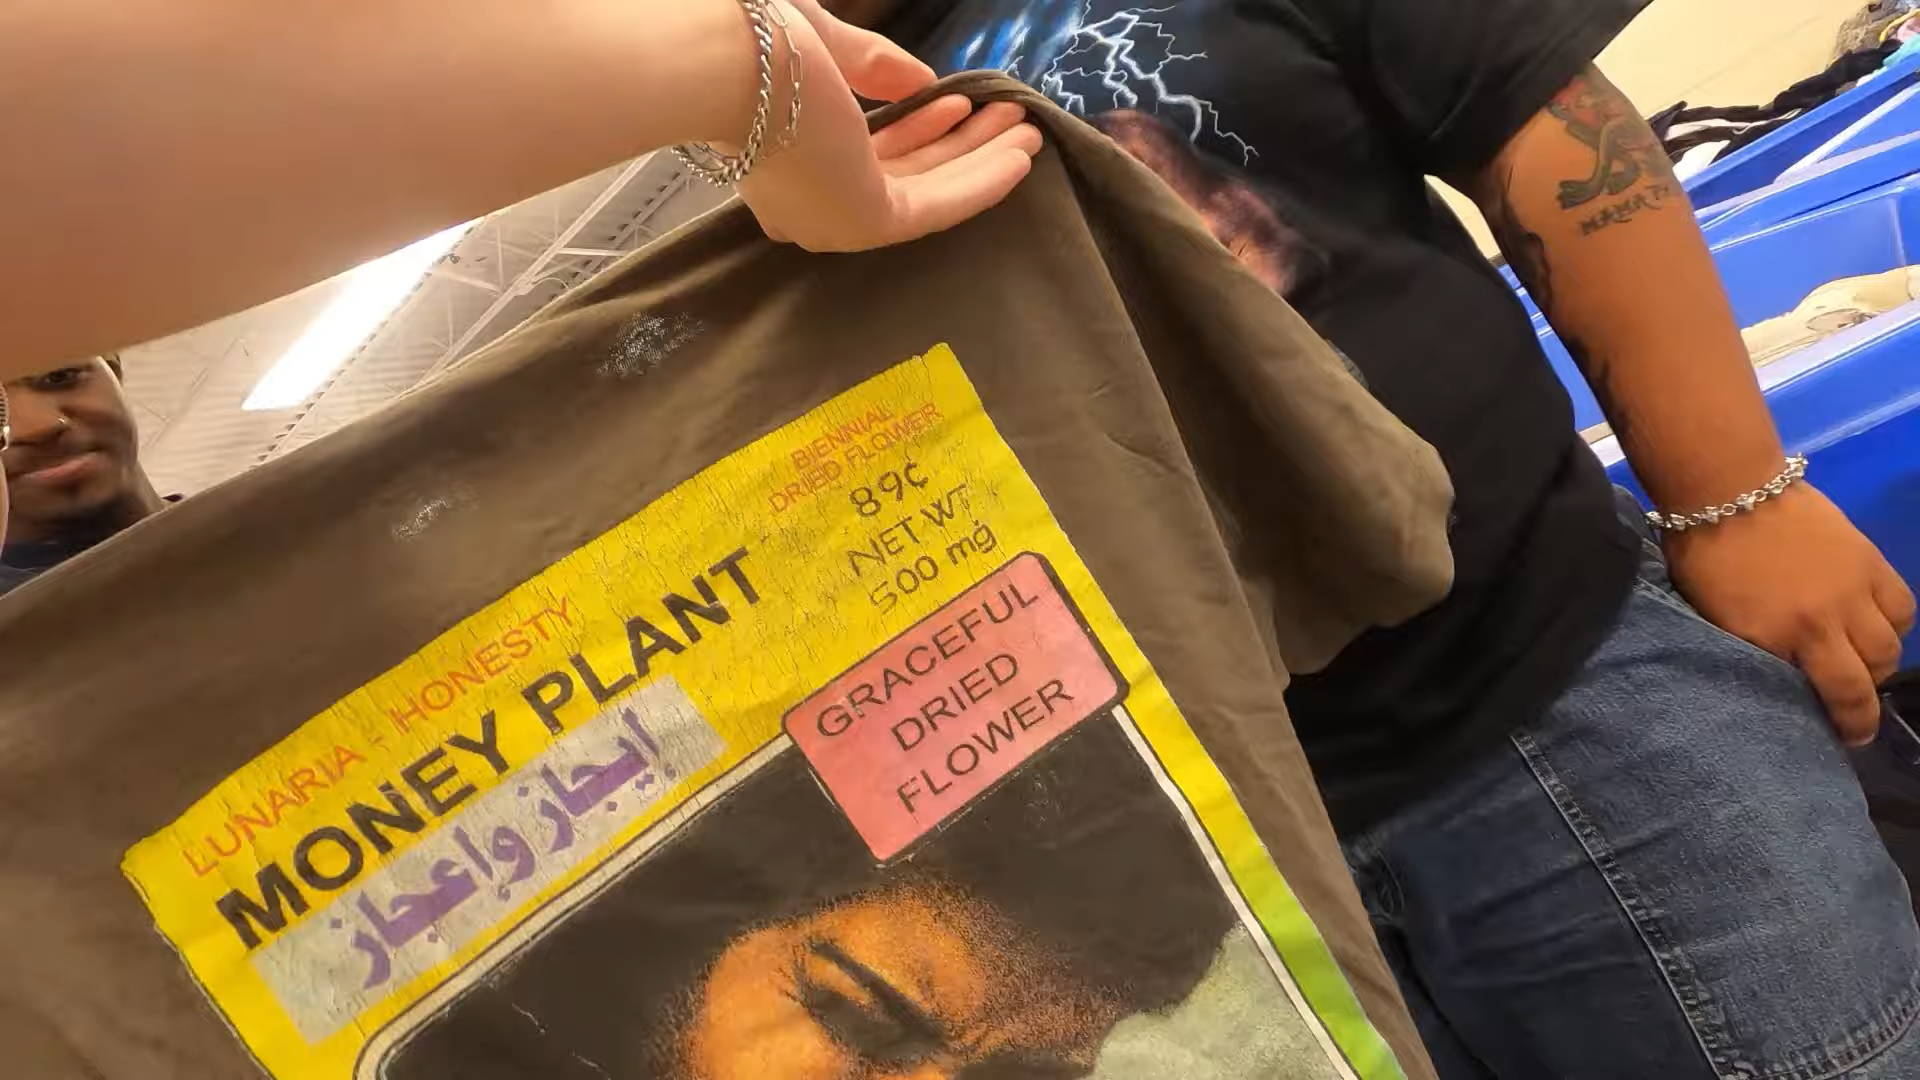 BIENNIAL
DRIED FLOWER
89¢
NET WT
500 mg
LUNARIA - HONESTY
MONEY PLANT
إيجاز وإعجاز
GRACEFUL
DRIED
FLOWER